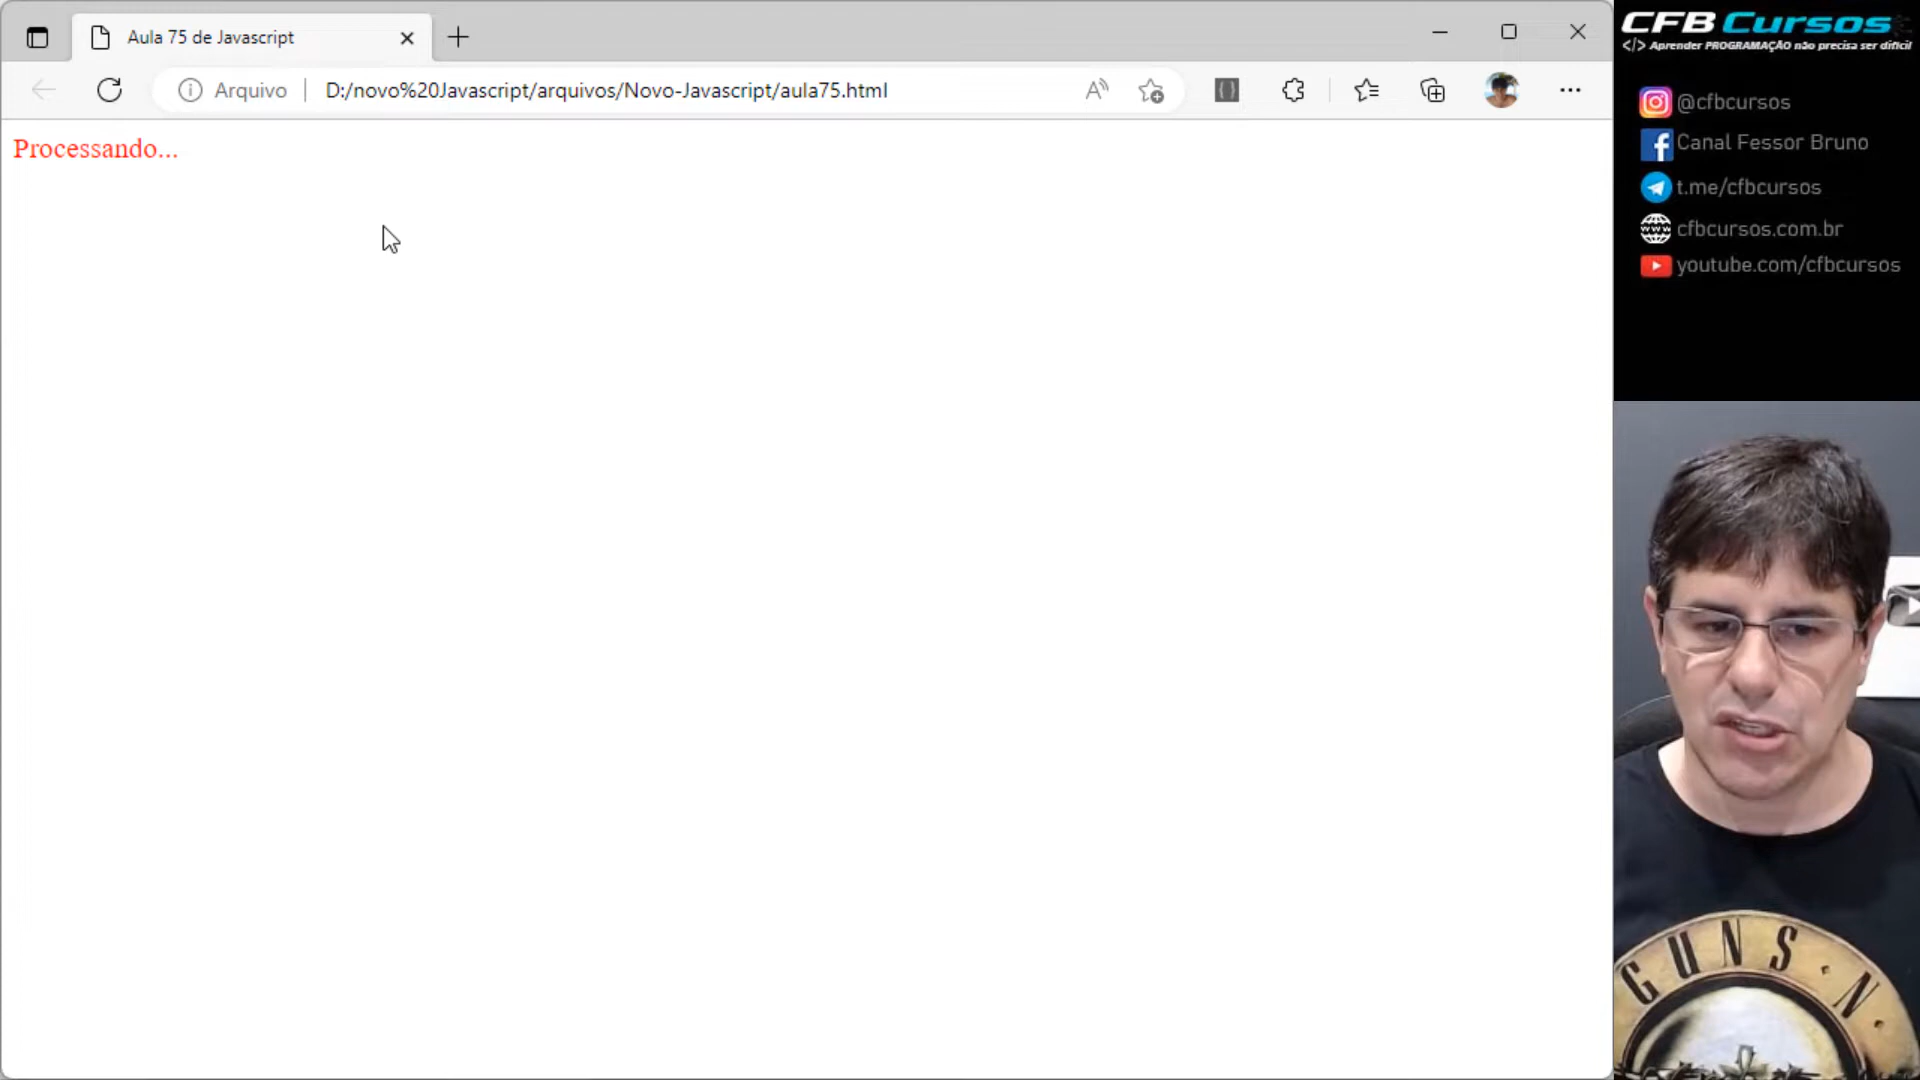 Aula 75 de Javascript
Arquivo
D:/novo%20Javascript/arquivos/Novo-Javascript/aula75.html
Processando...
CFB Cursos
</> Aprender PROGRAMAÇÃO não precisa ser difícil
@cfbcursos
Canal Fessor Bruno
t.me/cfbcursos
cfbcursos.com.br
youtube.com/cfbcursos
GUNS · N ·